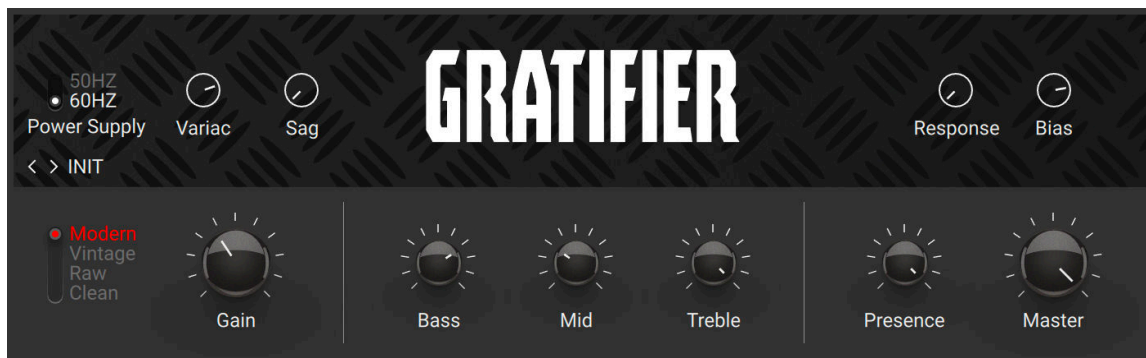 GRATIFIER
50HZ
60HZ
Power Supply
Variac
Sag
Response
Bias
< > INIT
Modern
Vintage
Raw
Clean
Gain
Bass
Mid
Treble
Presence
Master